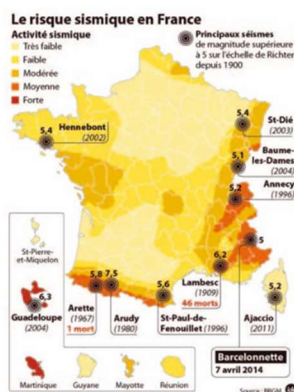 Le risque sismique en France
Activité sismique
Très faible
Faible
Modérée
Moyenne
Forte
Principaux séismes
de magnitude supérieure
à 5 sur l'échelle de Richter
depuis 1900
5,4
Hennebont
(2002)
5,4
St-Dié
(2003)
5,1
Baume-
les-Dames
(2004)
5,2
Annecy
(1996)
St-Pierre-
et-Miquelon
6,3
Guadeloupe
(2004)
5,8
Arette
(1967)
1 mort
7,5
Arudy
(1980)
5,6
St-Paul-de-
Fenouillet (1996)
6,2
Lambesc
(1909)
46 morts
5
Barcelonnette
7 avril 2014
5,2
Ajaccio
(2011)
Martinique
Guyane
Mayotte
Réunion
Source : BRGM